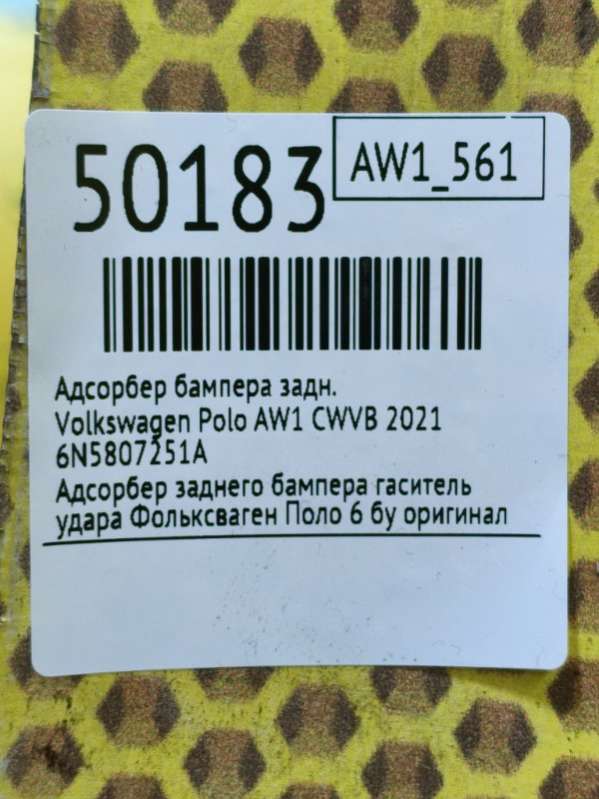 50183
AW1_561
Адсорбер бампера задн.
Volkswagen Polo AW1 CWVB 2021
6N5807251A
Адсорбер заднего бампера гаситель
удара Фольксваген Поло 6 бу оригинал